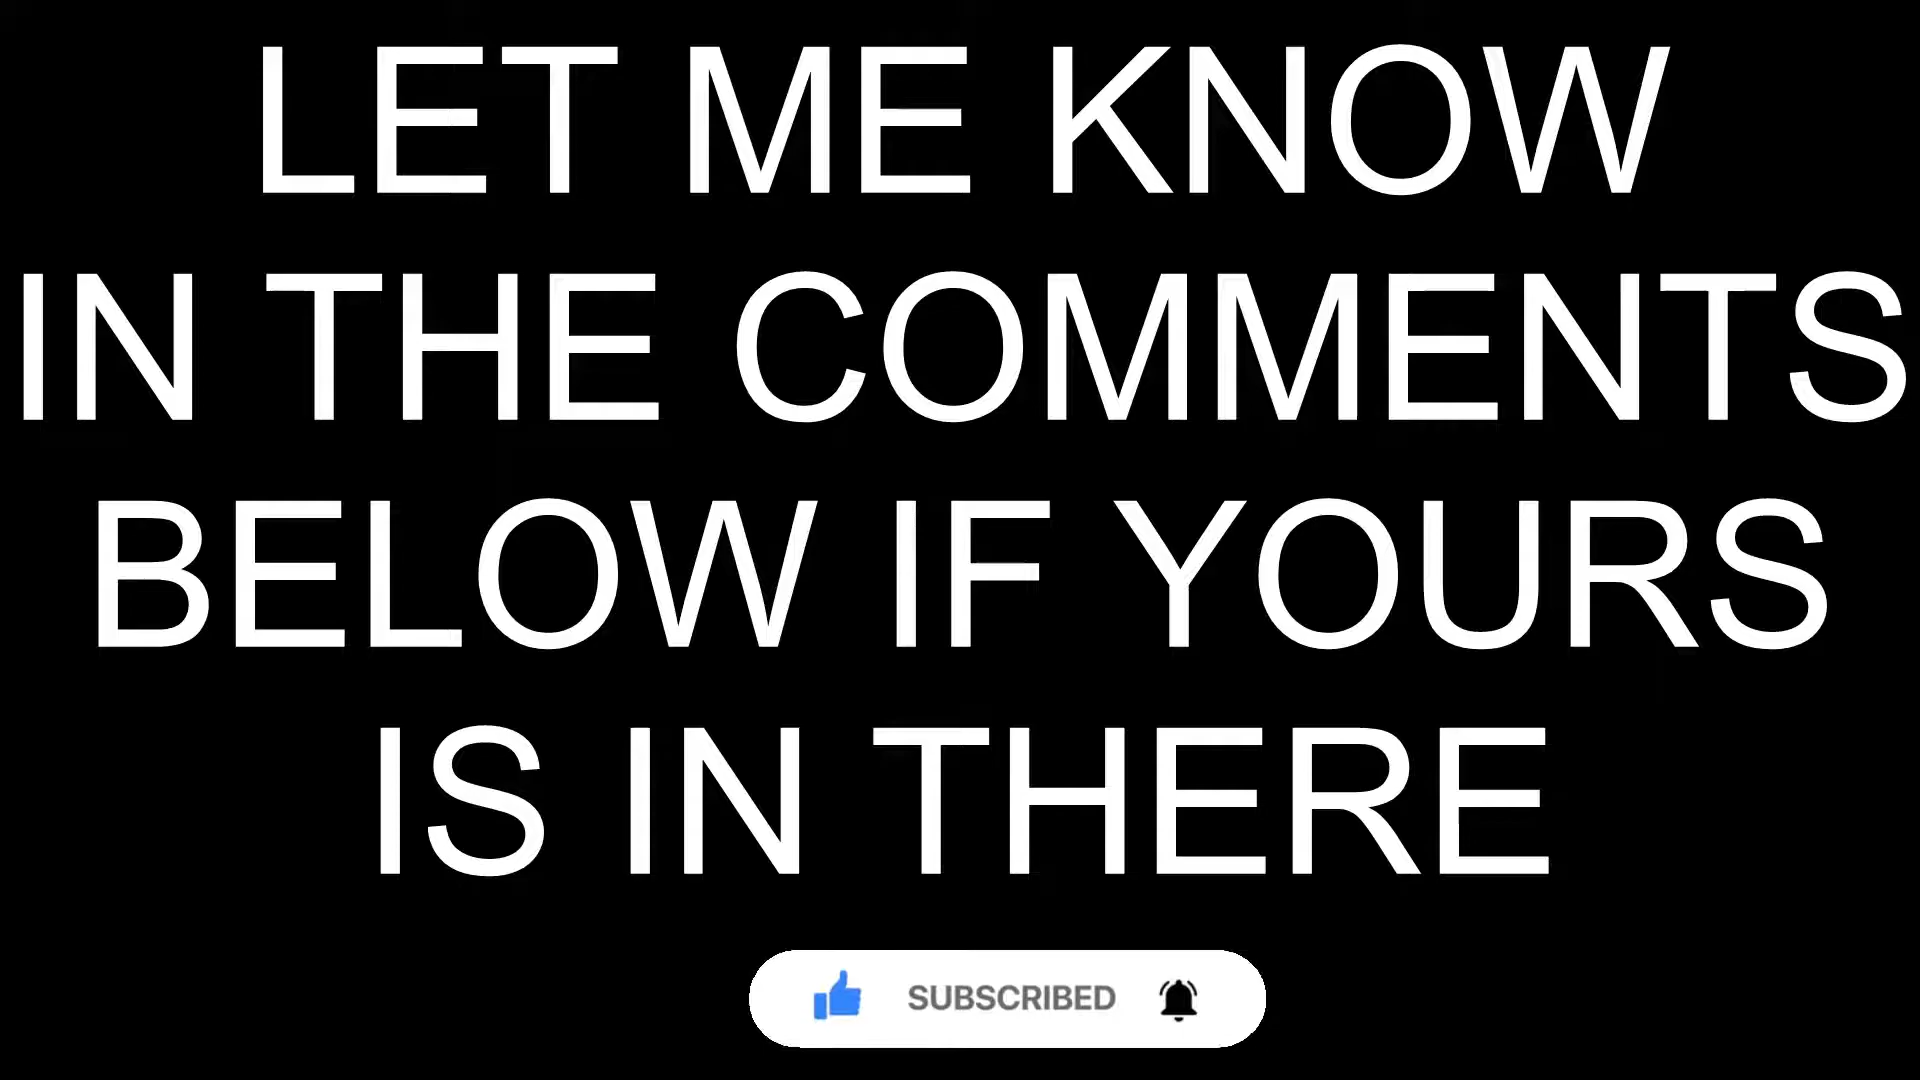 LET ME KNOW
IN THE COMMENTS
BELOW IF YOURS
IS IN THERE
SUBSCRIBED